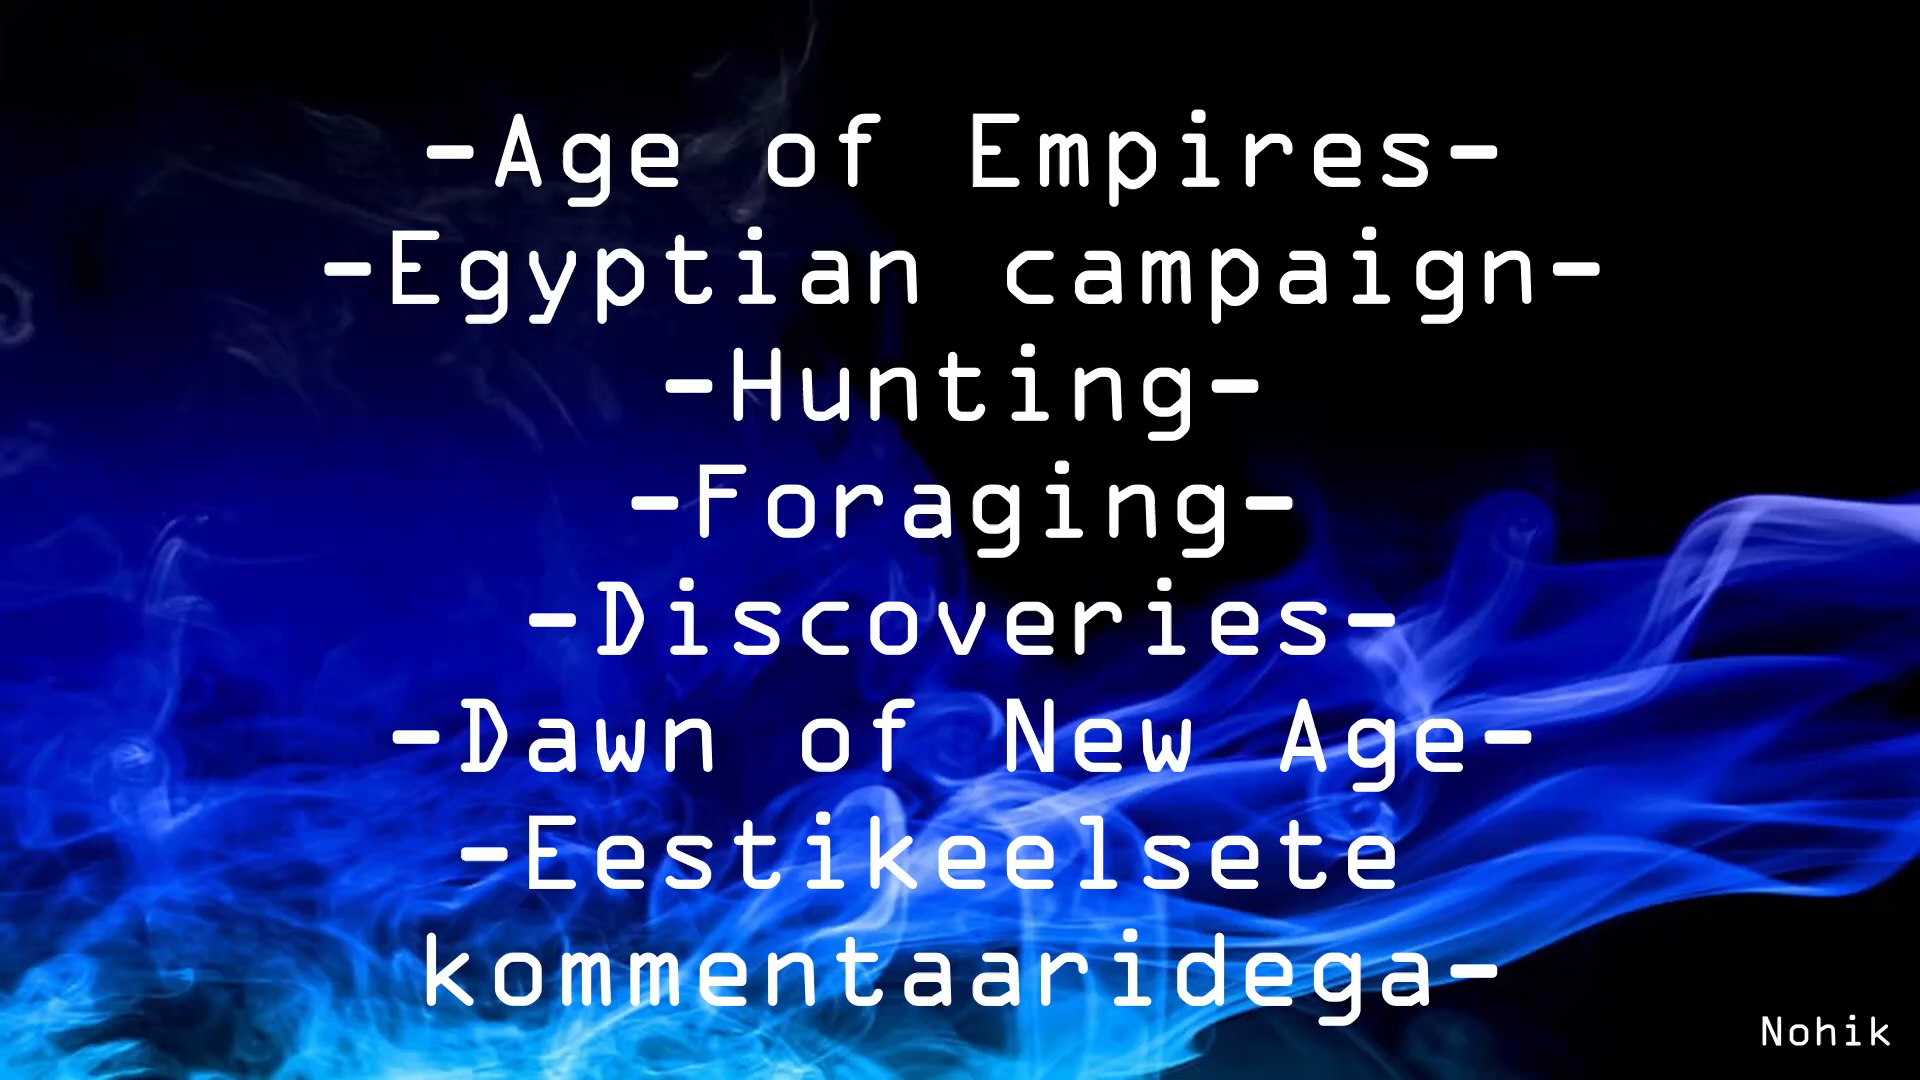 -Age of Empires-
-Egyptian campaign-
-Hunting-
-Foraging-
-Discoveries-
-Dawn of New Age-
-Eestikeelsete
kommentaaridega-
Nohik